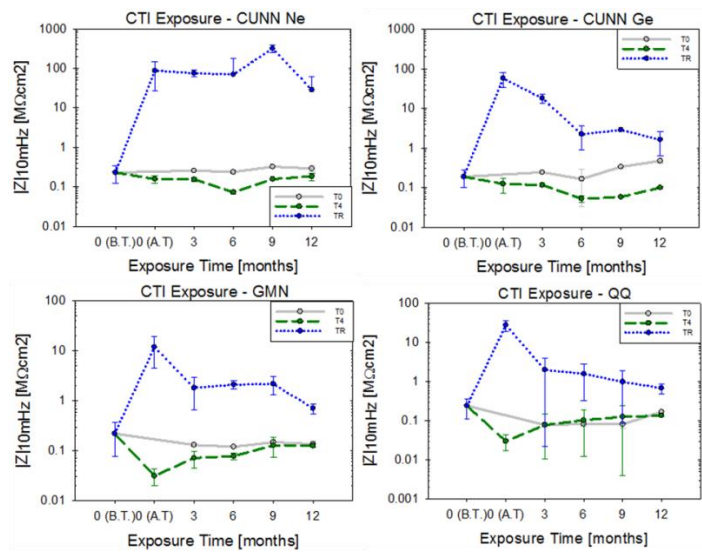 CTI Exposure - CUNN Ne
|Z|10mHz [MΩcm2]
1000
100
10
1
0.1
0.01
T0
T4
TR
0 (B.T.)0 (A.T) 3 6 9 12
Exposure Time [months]
CTI Exposure - CUNN Ge
|Z|10mHz [MΩcm2]
1000
100
10
1
0.1
0.01
T0
T4
TR
0 (B.T.)0 (A.T) 3 6 9 12
Exposure Time [months]
CTI Exposure - GMN
|Z|10mHz [MΩcm2]
100
10
1
0.1
0.01
T0
T4
TR
0 (B.T.)0 (A.T) 3 6 9 12
Exposure Time [months]
CTI Exposure - QQ
|Z|10mHz [MΩcm2]
100
10
1
0.1
0.01
0.001
T0
T4
TR
0 (B.T.)0 (A.T) 3 6 9 12
Exposure Time [months]